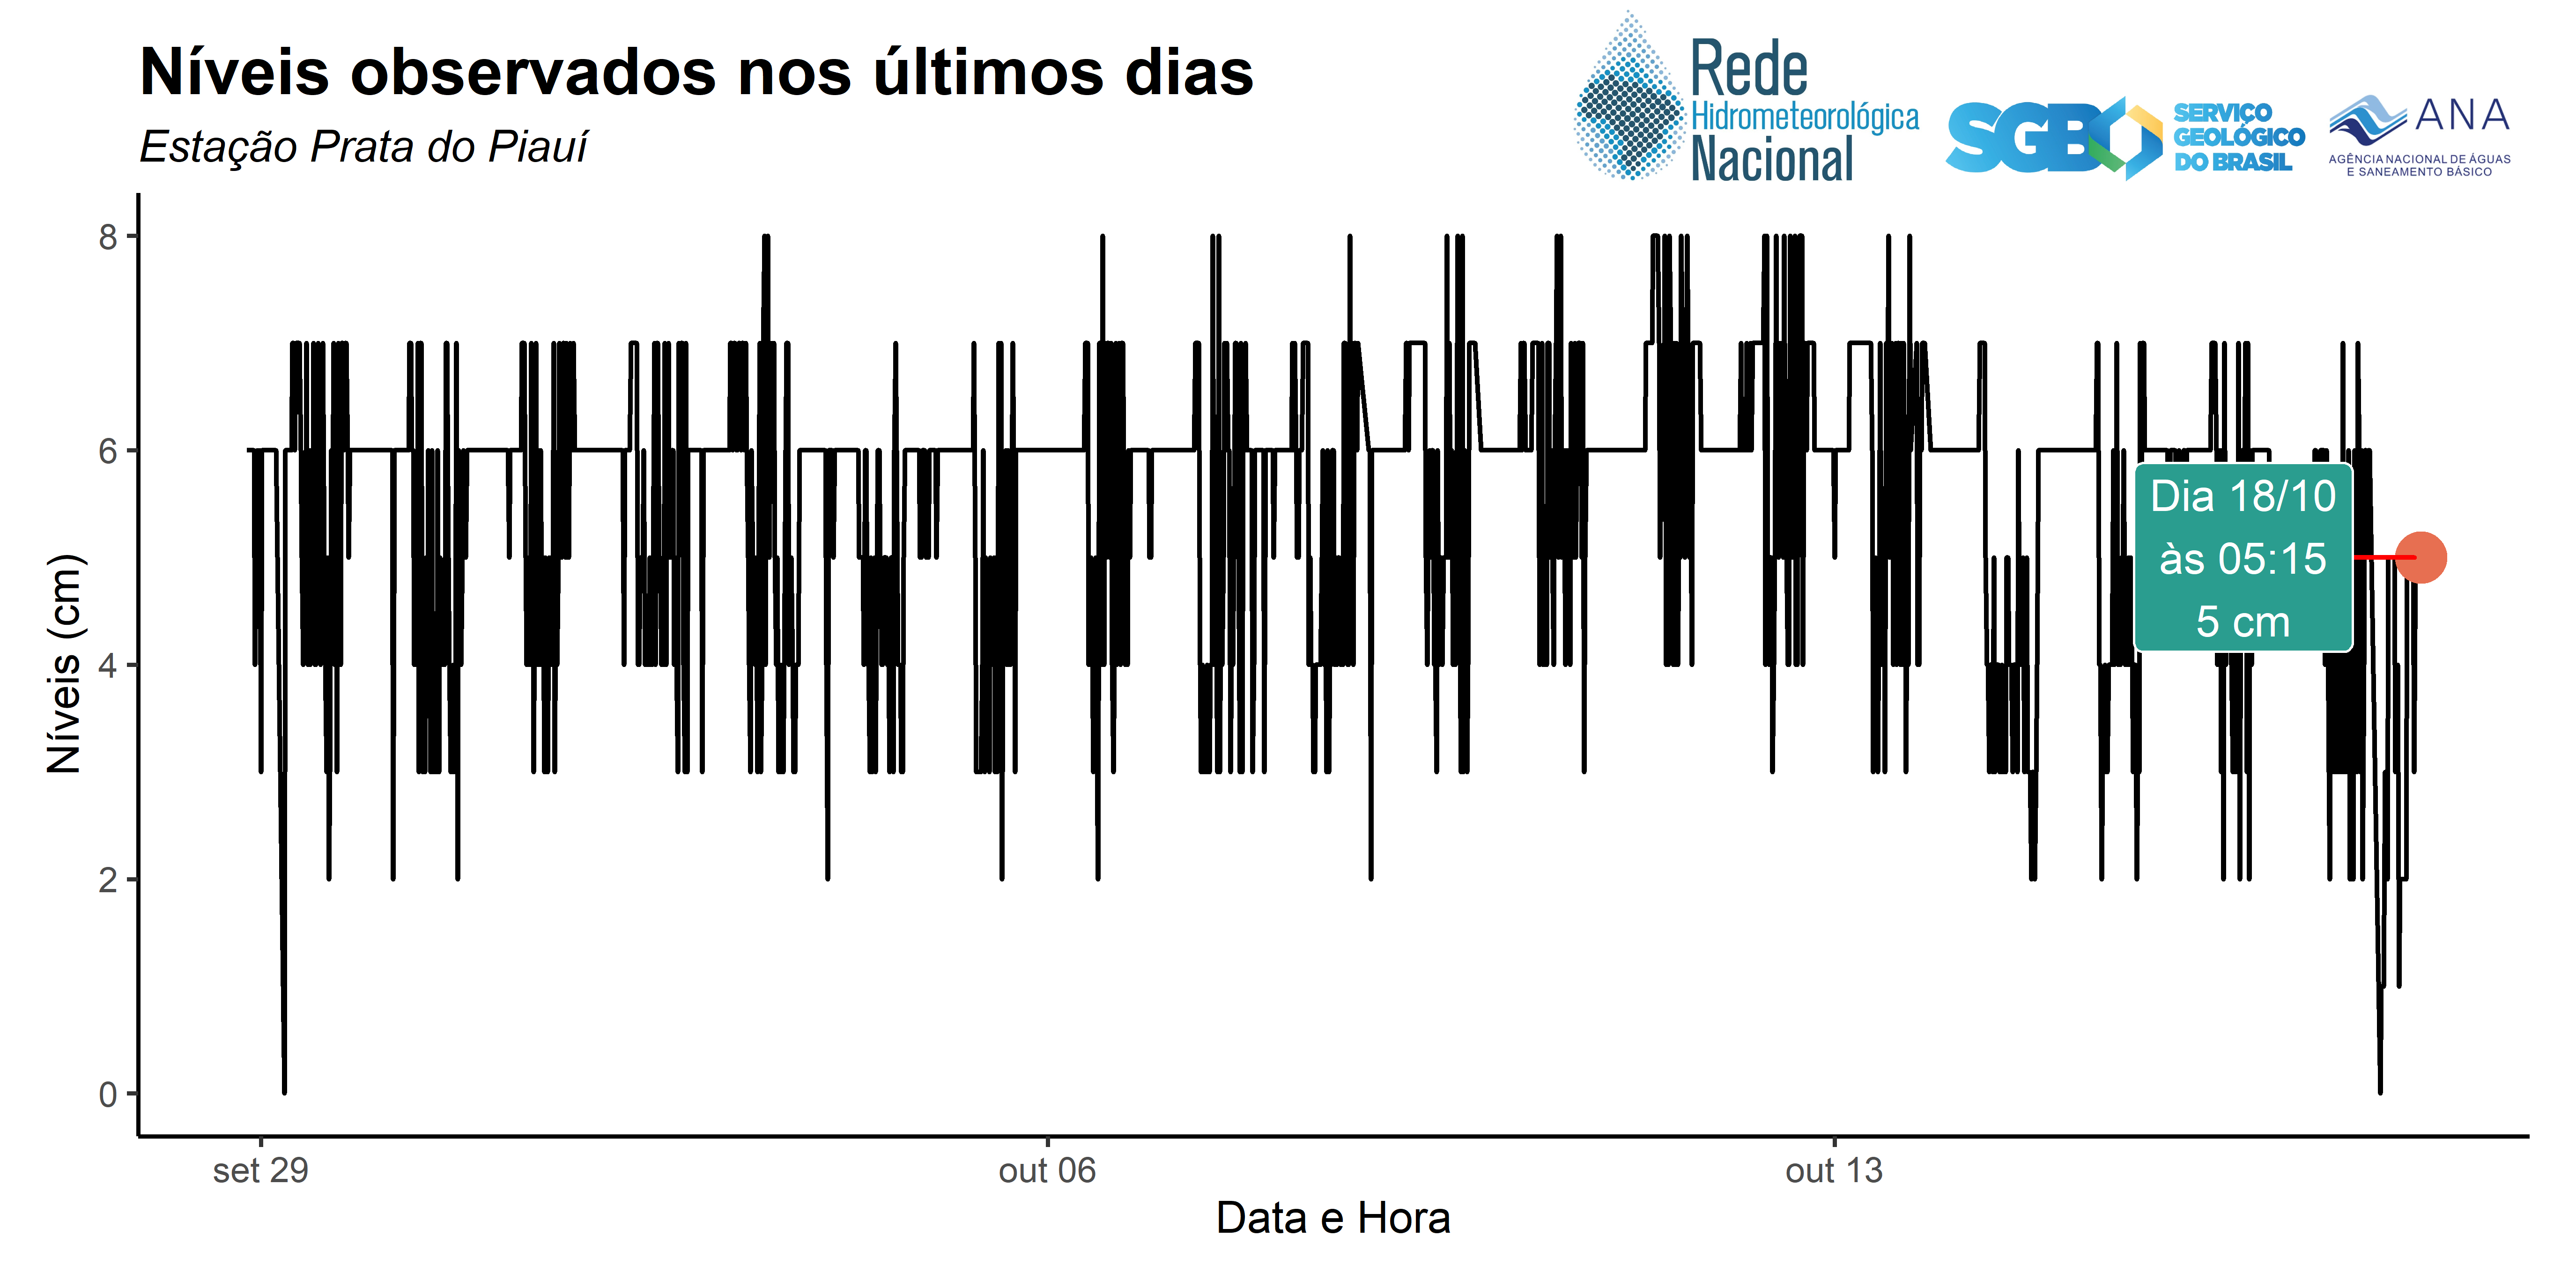 Níveis observados nos últimos dias
Estação Prata do Piauí
Rede
Hidrometeorológica
Nacional
SGB
SERVIÇO
GEOLÓGICO
DO BRASIL
ANA
AGÊNCIA NACIONAL DE ÁGUAS
E SANEAMENTO BÁSICO
Níveis (cm)
8
6
4
2
0
Dia 18/10
às 05:15
5 cm
set 29
out 06
out 13
Data e Hora